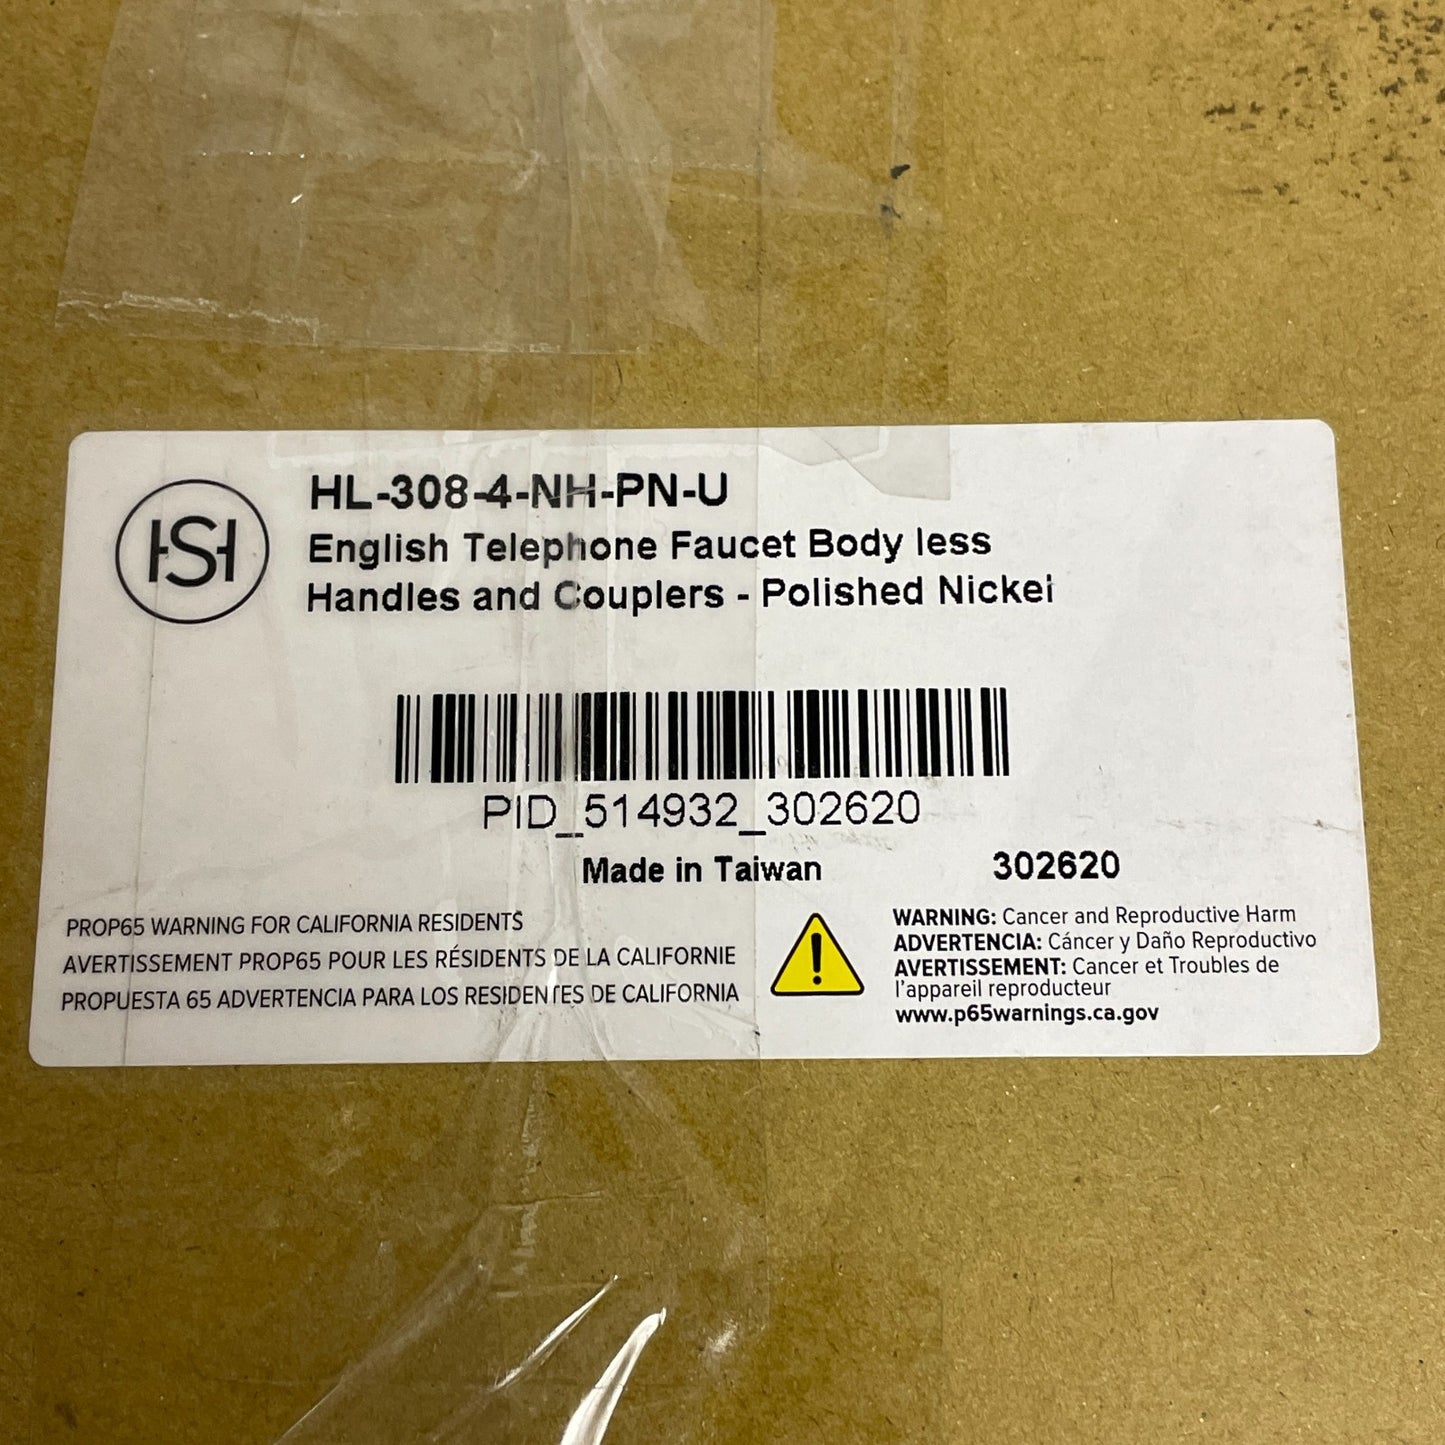 HSH
HL-308-4-NH-PN-U
English Telephone Faucet Body less
Handles and Couplers - Polished Nickel
PID_514932_302620
Made in Taiwan
302620
PROP65 WARNING FOR CALIFORNIA RESIDENTS
AVERTISSEMENT PROP65 POUR LES RÉSIDENTS DE LA CALIFORNIE
PROPUESTA 65 ADVERTENCIA PARA LOS RESIDENTES DE CALIFORNIA
WARNING: Cancer and Reproductive Harm
ADVERTENCIA: Cáncer y Daño Reproductivo
AVERTISSEMENT: Cancer et Troubles de
l'appareil reproducteur
www.p65warnings.ca.gov